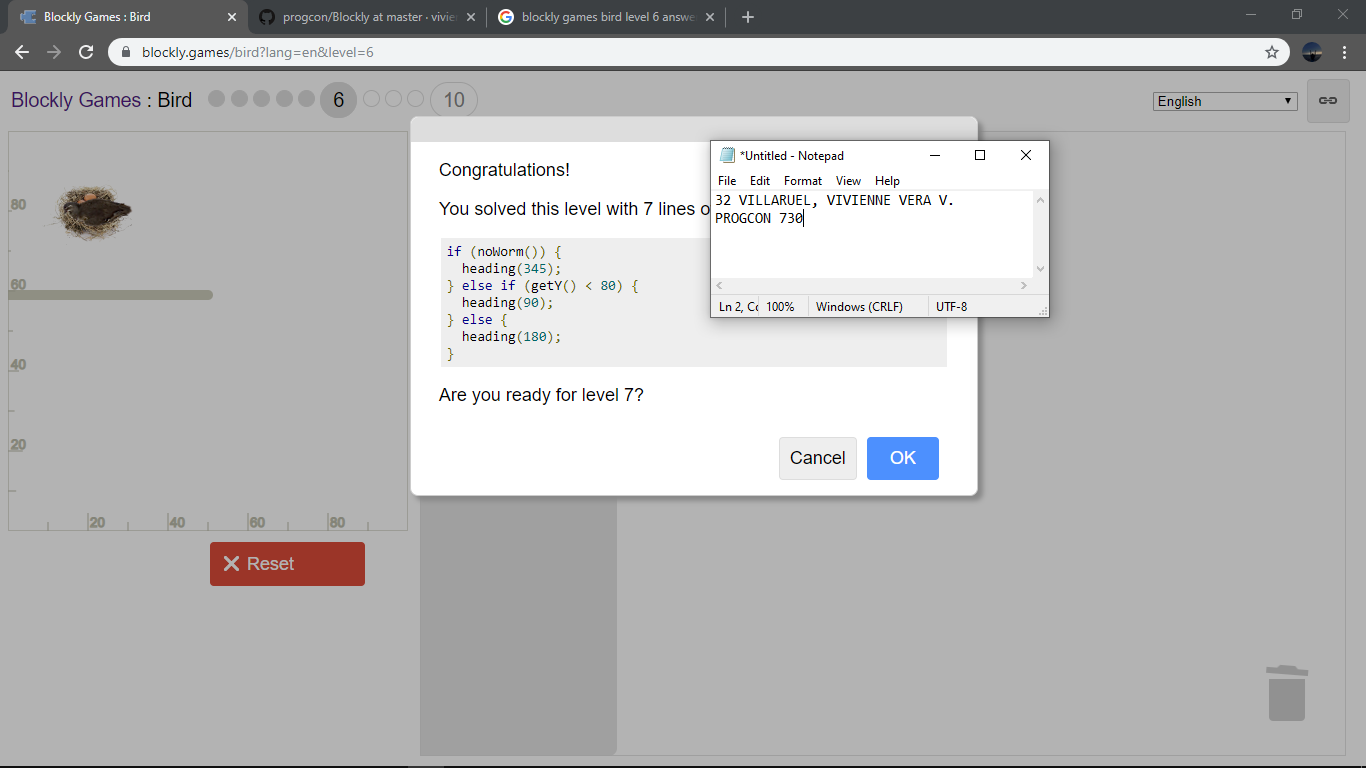 Blockly Games : Bird
progcon/Blockly at master · vivie
blockly games bird level 6 answe
blockly.games/bird?lang=en&level=6
Blockly Games : Bird
6
10
English
80
60
40
20
20
40
60
80
Reset
Congratulations!
You solved this level with 7 lines o
if (noWorm()) {
  heading(345);
} else if (getY() < 80) {
  heading(90);
} else {
  heading(180);
}
Are you ready for level 7?
Cancel
OK
*Untitled - Notepad
File Edit Format View Help
32 VILLARUEL, VIVIENNE VERA V.
PROGCON 730
Ln 2, Cc 100% Windows (CRLF) UTF-8